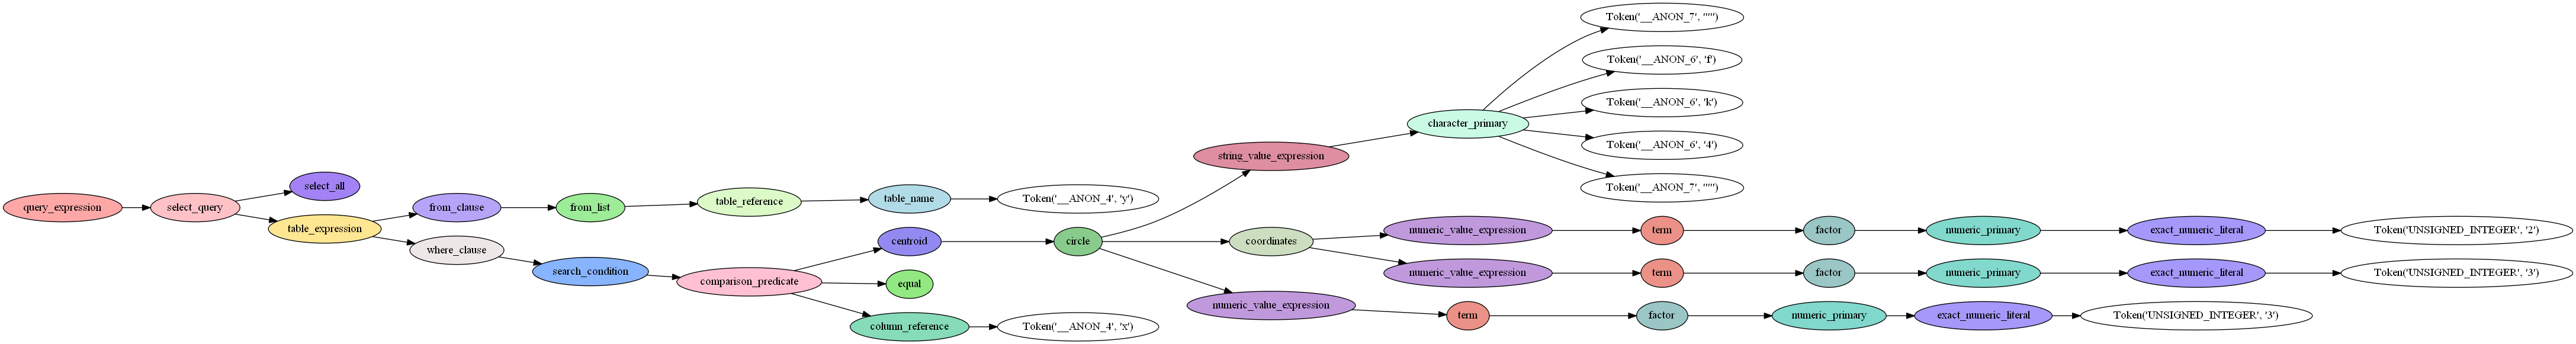 query_expression
select_query
select_all
table_expression
from_clause
from_list
table_reference
table_name
Token('__ANON_4', 'y')
where_clause
search_condition
comparison_predicate
centroid
circle
string_value_expression
character_primary
Token('__ANON_7', "'")
Token('__ANON_6', 'f')
Token('__ANON_6', 'k')
Token('__ANON_6', '4')
Token('__ANON_7', "'")
coordinates
numeric_value_expression
term
factor
numeric_primary
exact_numeric_literal
Token('UNSIGNED_INTEGER', '2')
numeric_value_expression
term
factor
numeric_primary
exact_numeric_literal
Token('UNSIGNED_INTEGER', '3')
numeric_value_expression
term
factor
numeric_primary
exact_numeric_literal
Token('UNSIGNED_INTEGER', '3')
equal
column_reference
Token('__ANON_4', 'x')